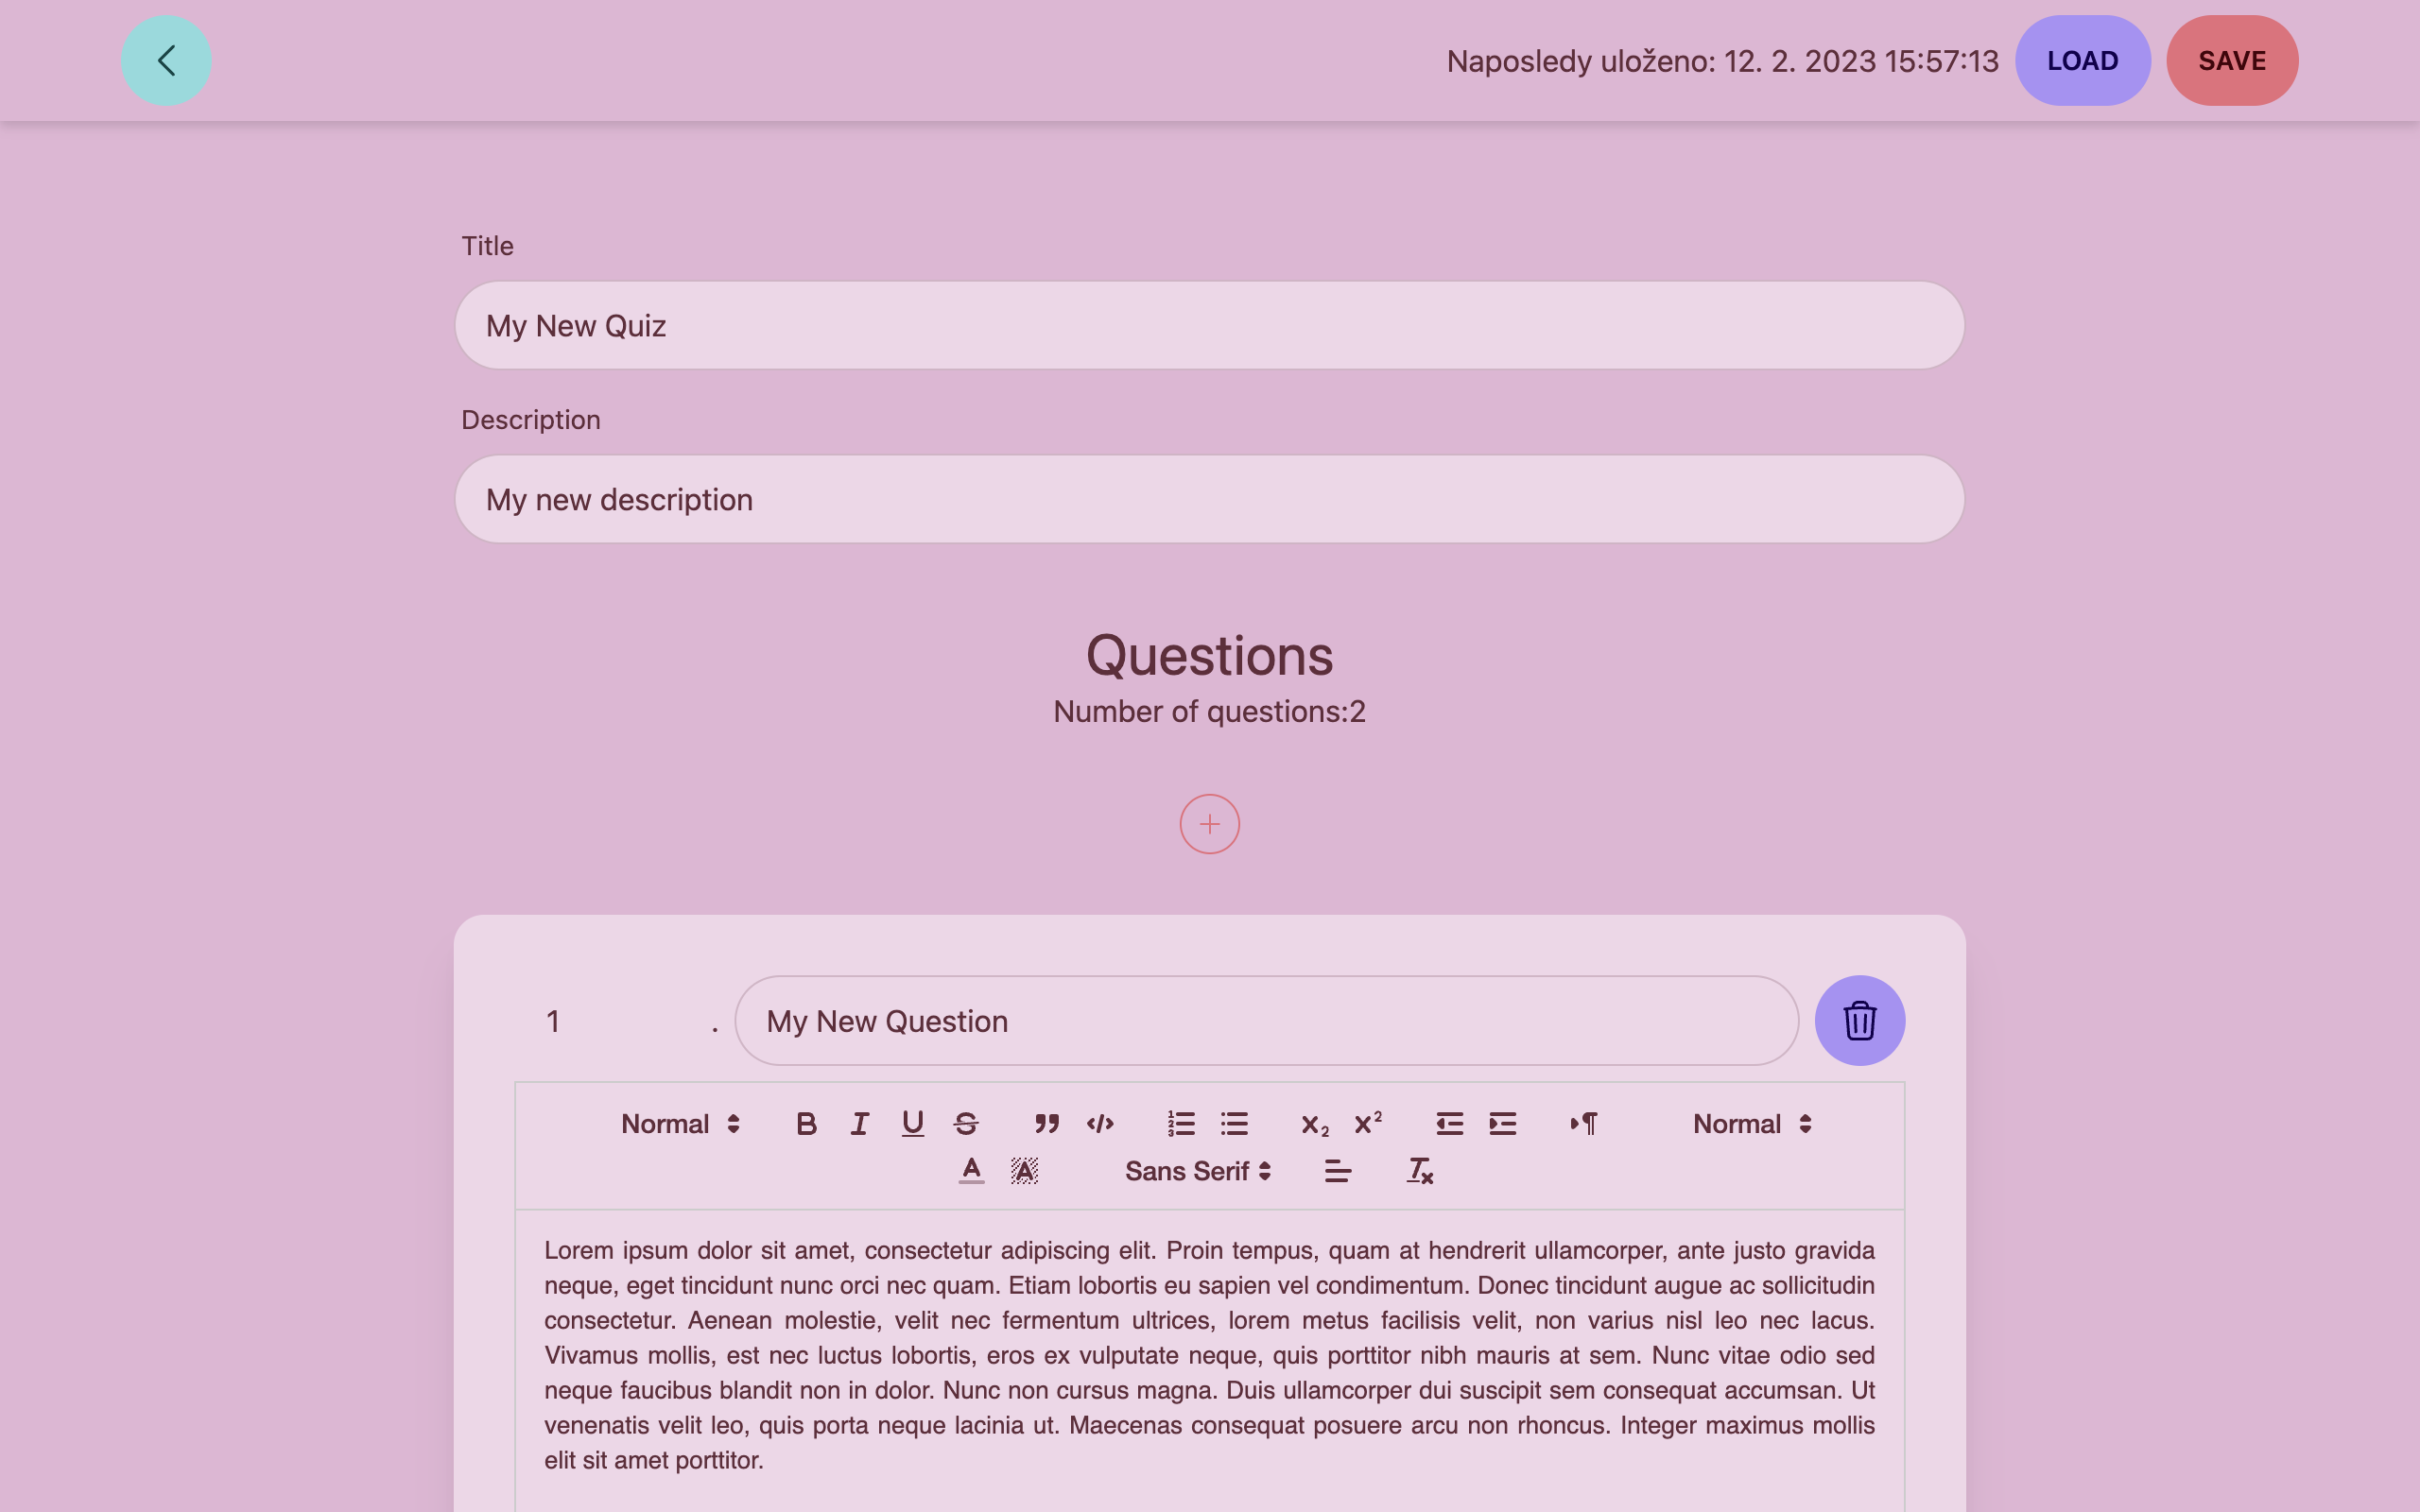 Naposledy uloženo: 12. 2. 2023 15:57:13 LOAD SAVE
Title
My New Quiz
Description
My new description
Questions
Number of questions:2
1 . My New Question
Normal
Normal
Sans Serif
Lorem ipsum dolor sit amet, consectetur adipiscing elit. Proin tempus, quam at hendrerit ullamcorper, ante justo gravida
neque, eget tincidunt nunc orci nec quam. Etiam lobortis eu sapien vel condimentum. Donec tincidunt augue ac sollicitudin
consectetur. Aenean molestie, velit nec fermentum ultrices, lorem metus facilisis velit, non varius nisl leo nec lacus.
Vivamus mollis, est nec luctus lobortis, eros ex vulputate neque, quis porttitor nibh mauris at sem. Nunc vitae odio sed
neque faucibus blandit non in dolor. Nunc non cursus magna. Duis ullamcorper dui suscipit sem consequat accumsan. Ut
venenatis velit leo, quis porta neque lacinia ut. Maecenas consequat posuere arcu non rhoncus. Integer maximus mollis
elit sit amet porttitor.